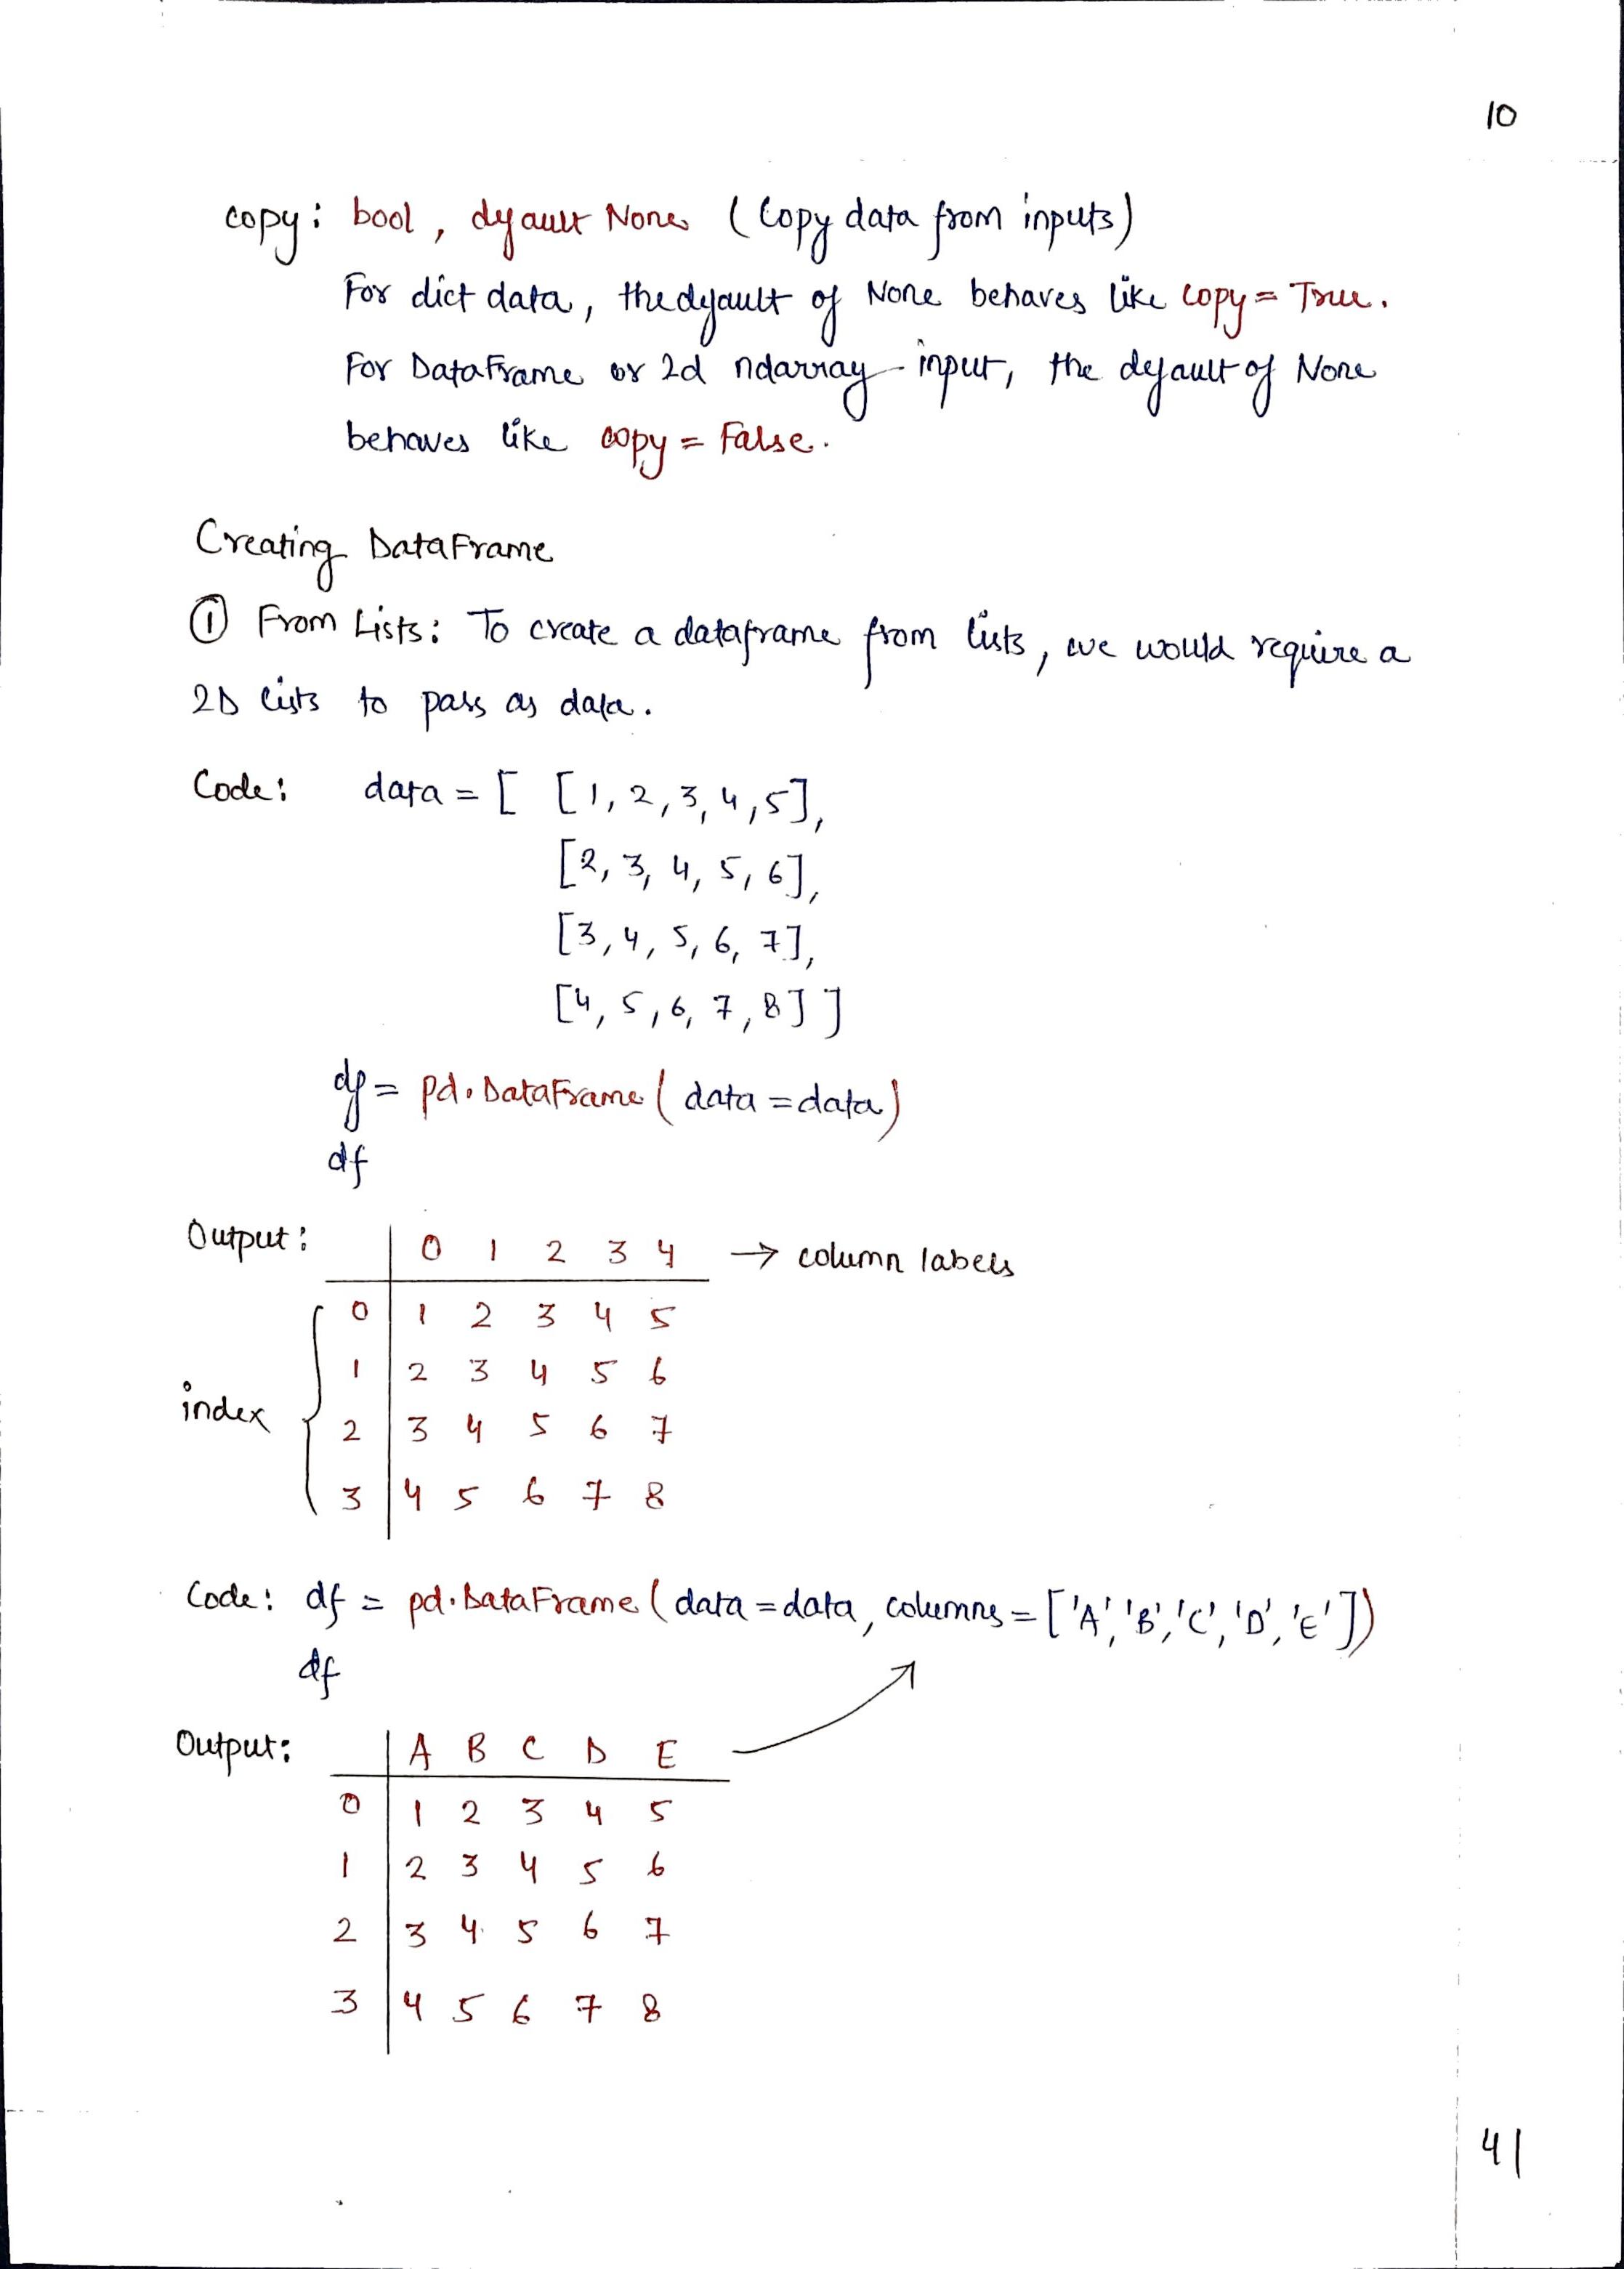 10
copy: bool, default None (Copy data from inputs)
For dict data, the default of None behaves like copy = True.
For DataFrame or 2d ndarray input, the default of None
behaves like copy = False.
Creating DataFrame
① From Lists: To create a dataframe from lists, we would require a
2D lists to pass as data.
Code: data = [ [1, 2, 3, 4, 5],
[2, 3, 4, 5, 6],
[3, 4, 5, 6, 7],
[4, 5, 6, 7, 8] ]
df = pd.DataFrame( data = data)
df
Output: 0 1 2 3 4 → column labels
0 1 2 3 4 5
1 2 3 4 5 6
index
2 3 4 5 6 7
3 4 5 6 7 8
Code: df = pd.DataFrame( data = data, columns = ['A', 'B', 'C', 'D', 'E'])
df
Output: A B C D E
0 1 2 3 4 5
1 2 3 4 5 6
2 3 4 5 6 7
3 4 5 6 7 8
41